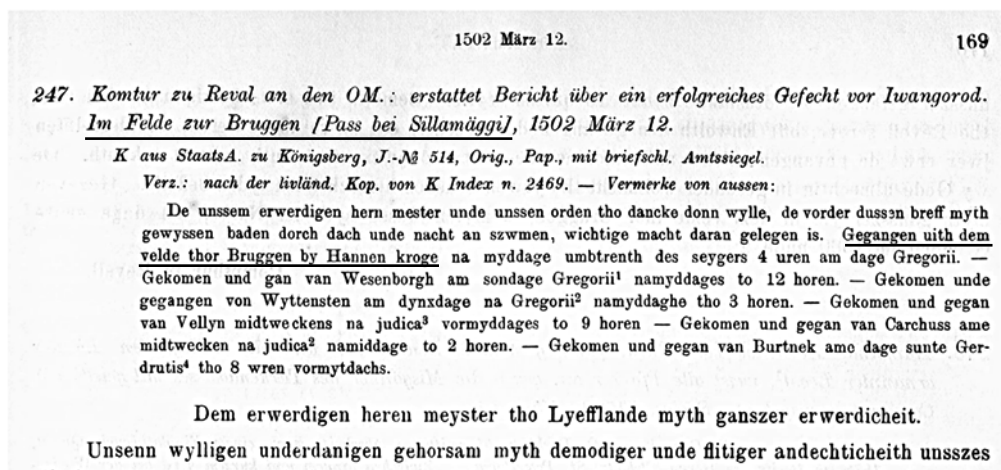 1502 März 12. 169
247. Komtur zu Reval an den OM.: erstattet Bericht über ein erfolgreiches Gefecht vor Iwangorod.
Im Felde zur Bruggen [Pass bei Sillamäggi], 1502 März 12.
K aus StaatsA. zu Königsberg, J.-№ 514, Orig., Pap., mit briefschl. Amtssiegel.
Verz.: nach der livländ. Kop. von K Index n. 2469. — Vermerke von aussen:
De unssem erwerdigen hern mester unde unssen orden tho dancke donn wylle, de vorder dussen breff myth
gewyssen baden dorch dach unde nacht an szwmen, wichtige macht daran gelegen is. Gegangen uith dem
velde thor Bruggen by Hannen kroge na myddage umbtrenth des seygers 4 uren am dage Gregorii. —
Gekomen und gan van Wesenborgh am sondage Gregorii¹ namyddages to 12 horen. — Gekomen unde
gegangen von Wyttensten am dynxdage na Gregorii² namyddaghe tho 3 horen. — Gekomen und gegan
van Vellyn midtweckens na judica³ vormyddages to 9 horen — Gekomen und gegan van Carchuss ame
midtwecken na judica² namiddage to 2 horen. — Gekomen und gegan van Burtnek ame dage sunte Ger-
drutis⁴ tho 8 wren vormytdachs.
Dem erwerdigen heren meyster tho Lyefflande myth ganszer erwerdicheit.
Unsenn wylligen underdanigen gehorsam myth demodiger unde flitiger andechticheith unsszes